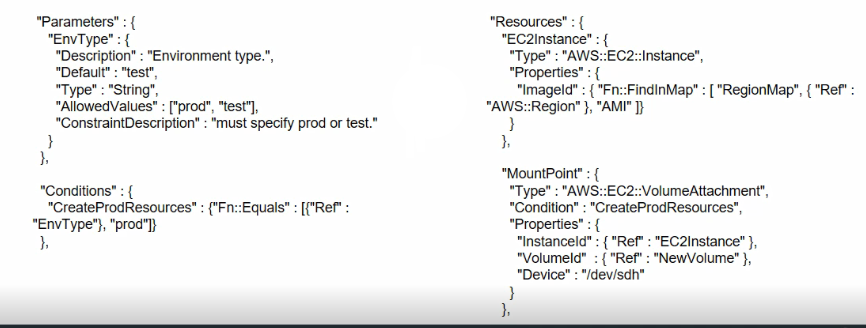 "Parameters" : {
"EnvType" : {
"Description" : "Environment type.",
"Default" : "test",
"Type" : "String",
"AllowedValues" : ["prod", "test"],
"ConstraintDescription" : "must specify prod or test."
}
},
"Conditions" : {
"CreateProdResources" : {"Fn::Equals" : [{"Ref" :
"EnvType"}, "prod"]}
},
"Resources" : {
"EC2Instance" : {
"Type" : "AWS::EC2::Instance",
"Properties" : {
"ImageId" : { "Fn::FindInMap" : [ "RegionMap", { "Ref" :
"AWS::Region" }, "AMI" ]}
}
},
"MountPoint" : {
"Type" : "AWS::EC2::VolumeAttachment",
"Condition" : "CreateProdResources",
"Properties" : {
"InstanceId" : { "Ref" : "EC2Instance" },
"VolumeId" : { "Ref" : "NewVolume" },
"Device" : "/dev/sdh"
}
},